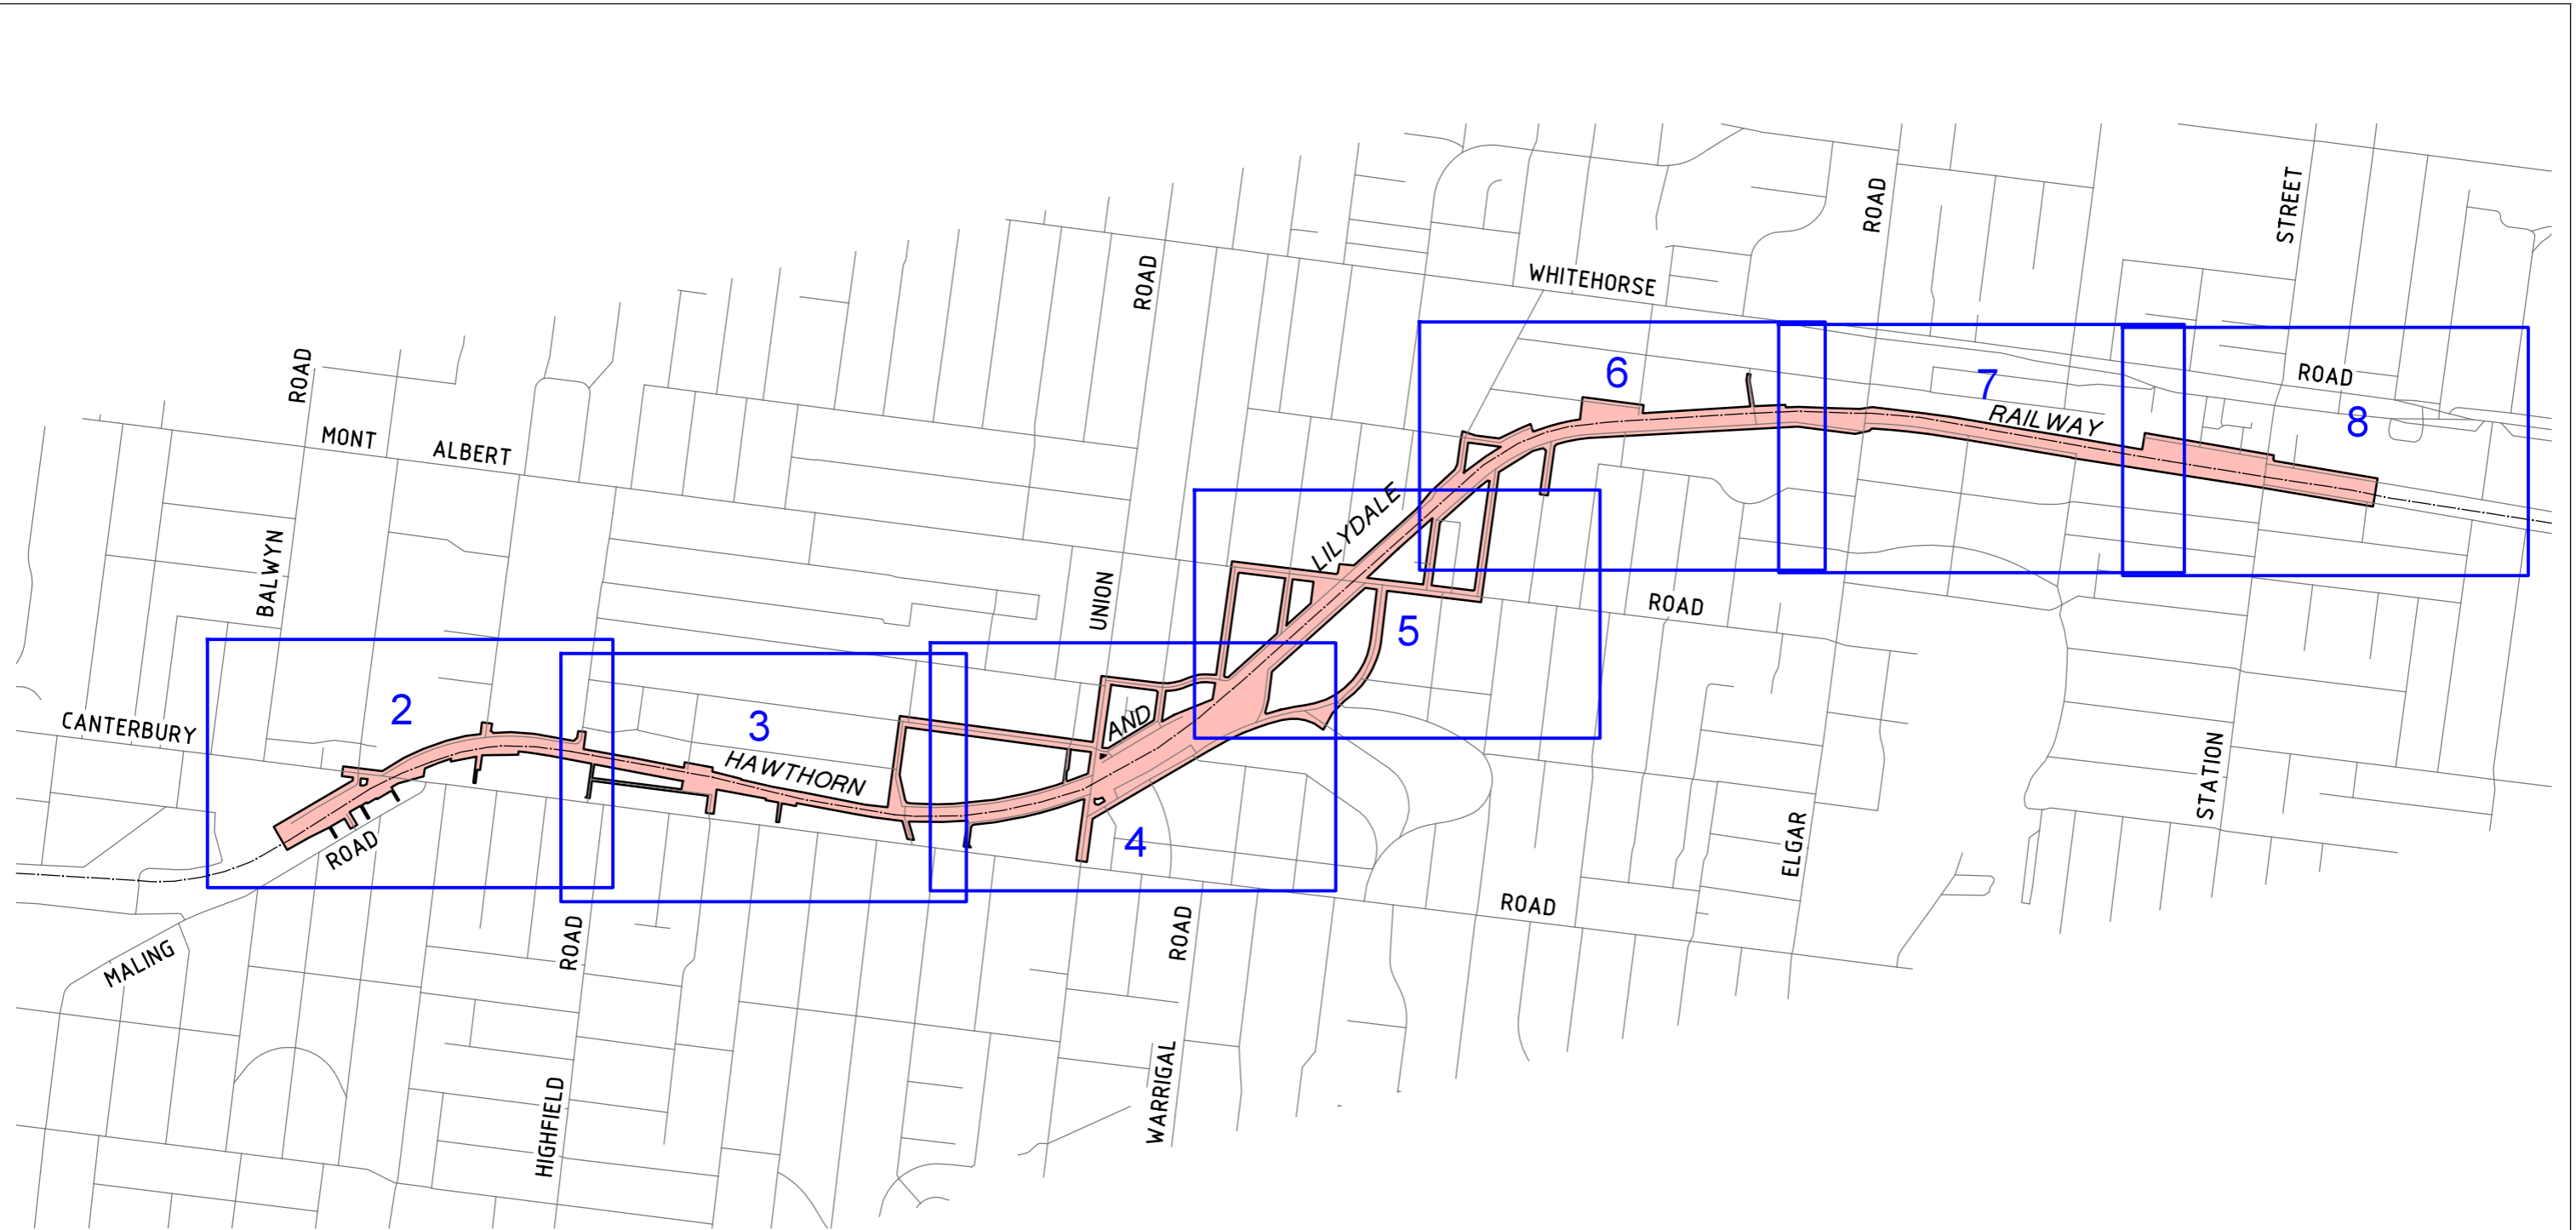 ROAD
STREET
ROAD
WHITEHORSE
ROAD
ROAD
6
7
ROAD
8
RAILWAY
MONT ALBERT
LILYDALE
BALWYN
UNION
ROAD
5
2
3
CANTERBURY
AND
HAWTHORN
STATION
4
ROAD
ELGAR
ROAD
ROAD
ROAD
MALING
WARRIGAL
HIGHFIELD